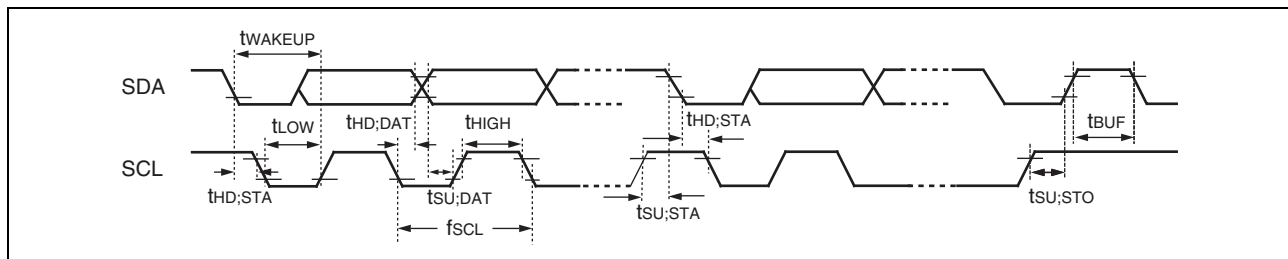 tWAKEUP
SDA
tLOW
tHD;DAT
tHIGH
tHD;STA
tBUF
SCL
tHD;STA
tSU;DAT
tSU;STA
tSU;STO
fSCL